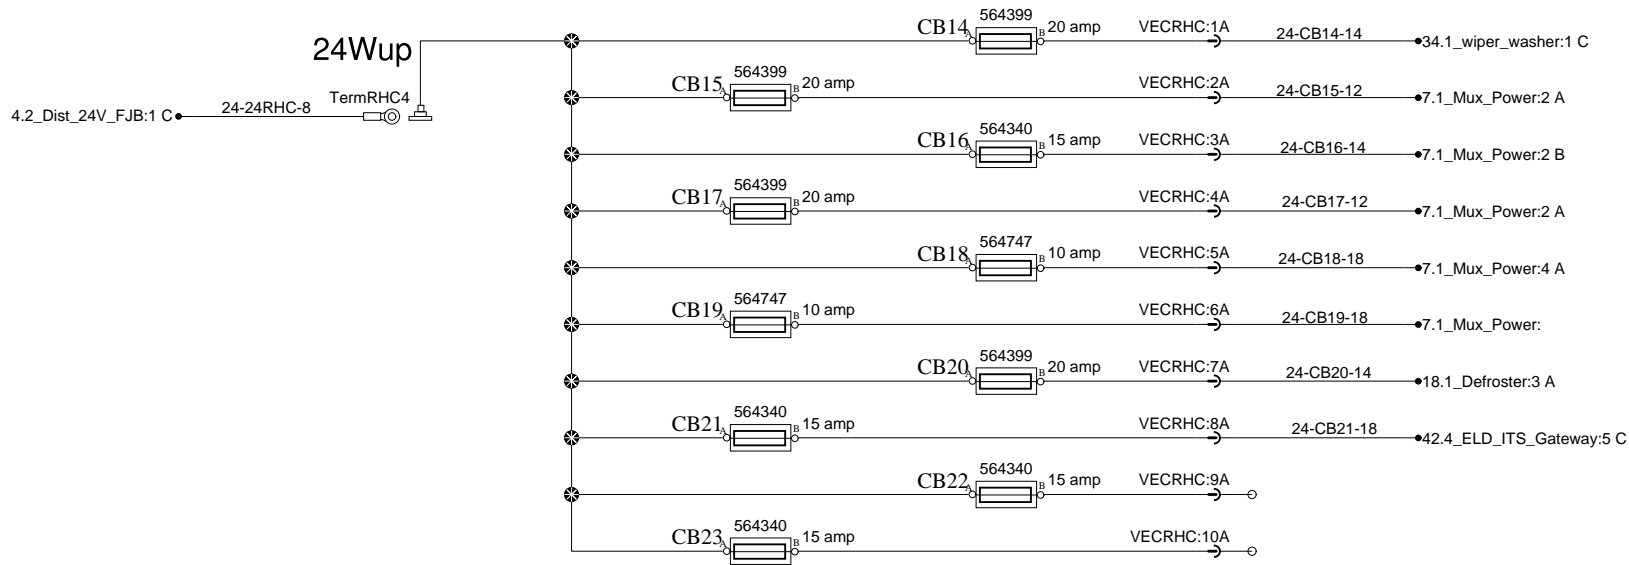 564399
CB14 A B 20 amp VECRHC:1A 24-CB14-14 34.1_wiper_washer:1 C
24Wup
564399
CB15 A B 20 amp VECRHC:2A 24-CB15-12 7.1_Mux_Power:2 A
4.2_Dist_24V_FJB:1 C 24-24RHC-8 TermRHC4
564340
CB16 A B 15 amp VECRHC:3A 24-CB16-14 7.1_Mux_Power:2 B
564399
CB17 A B 20 amp VECRHC:4A 24-CB17-12 7.1_Mux_Power:2 A
564747
CB18 A B 10 amp VECRHC:5A 24-CB18-18 7.1_Mux_Power:4 A
564747
CB19 A B 10 amp VECRHC:6A 24-CB19-18 7.1_Mux_Power:
564399
CB20 A B 20 amp VECRHC:7A 24-CB20-14 18.1_Defroster:3 A
564340
CB21 A B 15 amp VECRHC:8A 24-CB21-18 42.4_ELD_ITS_Gateway:5 C
564340
CB22 A B 15 amp VECRHC:9A
564340
CB23 A B 15 amp VECRHC:10A